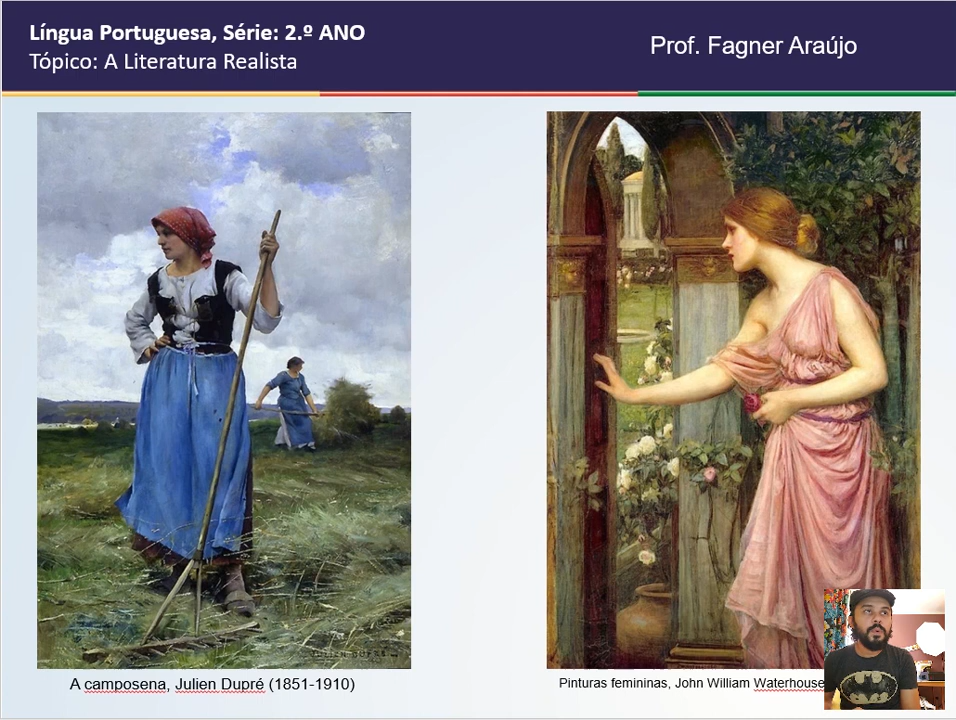 Língua Portuguesa, Série: 2.º ANO
Tópico: A Literatura Realista
Prof. Fagner Araújo
A camposena, Julien Dupré (1851-1910)
Pinturas femininas, John William Waterhouse